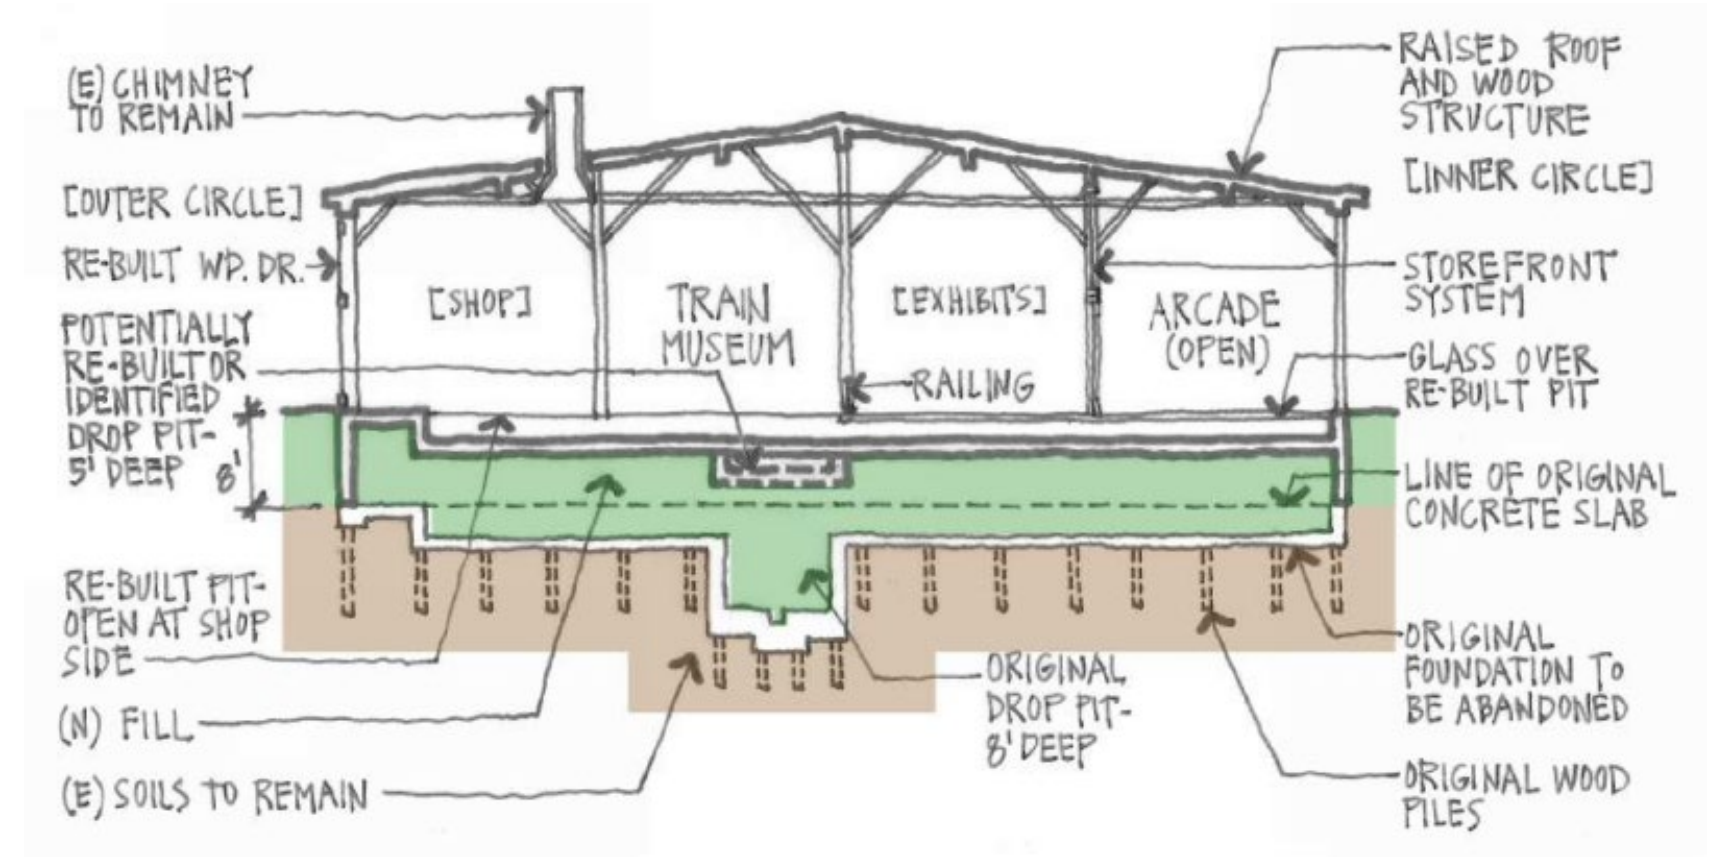 (E) CHIMNEY
TO REMAIN
[OUTER CIRCLE]
RE-BUILT WD. DR.
POTENTIALLY
RE-BUILT OR
IDENTIFIED
DROP PIT-
5' DEEP
8'
RE-BUILT PIT-
OPEN AT SHOP
SIDE
(N) FILL
(E) SOILS TO REMAIN
[SHOP]
TRAIN
MUSEUM
[EXHIBITS]
RAILING
ARCADE
(OPEN)
ORIGINAL
DROP PIT-
8' DEEP
RAISED ROOF
AND WOOD
STRUCTURE
[INNER CIRCLE]
STOREFRONT
SYSTEM
GLASS OVER
RE-BUILT PIT
LINE OF ORIGINAL
CONCRETE SLAB
ORIGINAL
FOUNDATION TO
BE ABANDONED
ORIGINAL WOOD
PILES